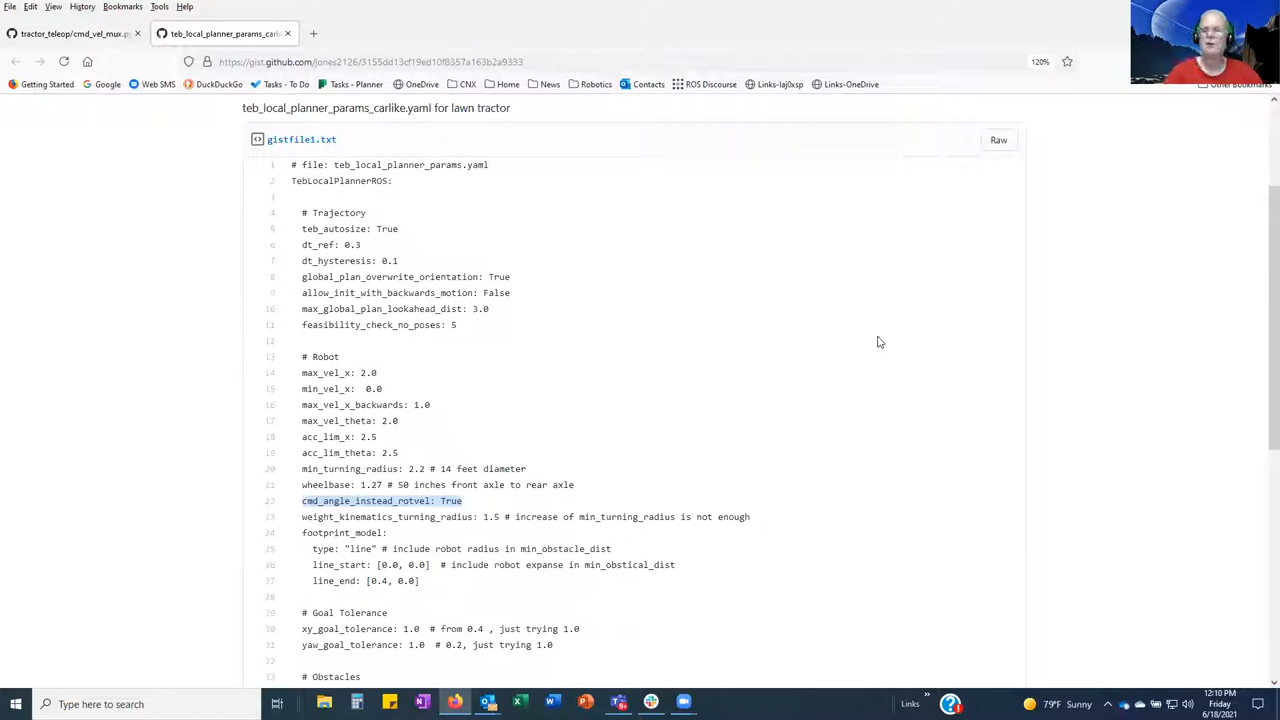 File Edit View History Bookmarks Tools Help
tractor_teleop/cmd_vel_mux.py
teb_local_planner_params_carlik
https://gist.github.com/jones2126/3155dd13cf19ed10f8357a163b2a9333
120%
Getting Started Google Web SMS DuckDuckGo Tasks - To Do Tasks - Planner OneDrive CNX Home News Robotics Contacts ROS Discourse Links-laj0xsp Links-OneDrive Other Bookmarks
teb_local_planner_params_carlike.yaml for lawn tractor
gistfile1.txt
Raw
1 # file: teb_local_planner_params.yaml
2 TebLocalPlannerROS:
3
4 # Trajectory
5 teb_autosize: True
6 dt_ref: 0.3
7 dt_hysteresis: 0.1
8 global_plan_overwrite_orientation: True
9 allow_init_with_backwards_motion: False
10 max_global_plan_lookahead_dist: 3.0
11 feasibility_check_no_poses: 5
12
13 # Robot
14 max_vel_x: 2.0
15 min_vel_x: 0.0
16 max_vel_x_backwards: 1.0
17 max_vel_theta: 2.0
18 acc_lim_x: 2.5
19 acc_lim_theta: 2.5
20 min_turning_radius: 2.2 # 14 feet diameter
21 wheelbase: 1.27 # 50 inches front axle to rear axle
22 cmd_angle_instead_rotvel: True
23 weight_kinematics_turning_radius: 1.5 # increase of min_turning_radius is not enough
24 footprint_model:
25 type: "line" # include robot radius in min_obstacle_dist
26 line_start: [0.0, 0.0] # include robot expanse in min_obstical_dist
27 line_end: [0.4, 0.0]
28
29 # Goal Tolerance
30 xy_goal_tolerance: 1.0 # from 0.4 , just trying 1.0
31 yaw_goal_tolerance: 1.0 # 0.2, just trying 1.0
32
33 # Obstacles
Type here to search
Links
79°F Sunny
12:10 PM
Friday
6/18/2021